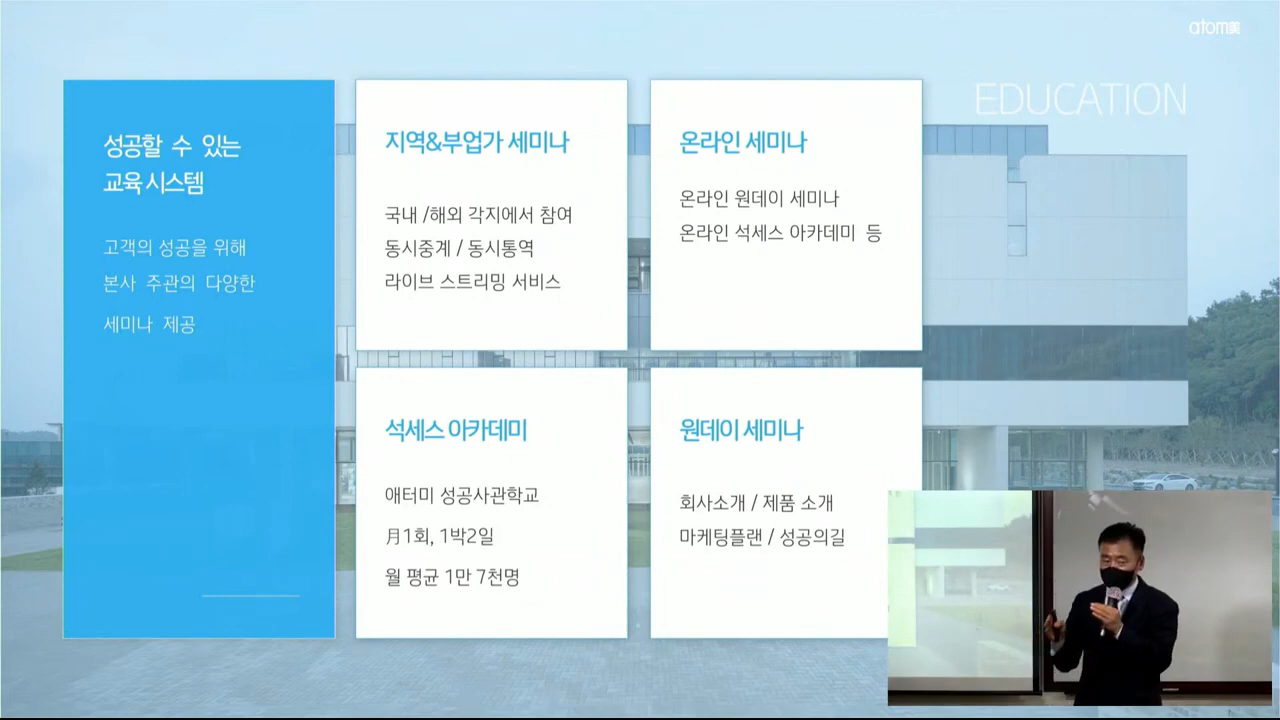 atom美
EDUCATION
성공할 수 있는
교육 시스템
고객의 성공을 위해
본사 주관의 다양한
세미나 제공
지역&부업가 세미나
국내 /해외 각지에서 참여
동시중계 / 동시통역
라이브 스트리밍 서비스
온라인 세미나
온라인 원데이 세미나
온라인 석세스 아카데미 등
석세스 아카데미
애터미 성공사관학교
月1회, 1박2일
월 평균 1만 7천명
원데이 세미나
회사소개 / 제품 소개
마케팅플랜 / 성공의길